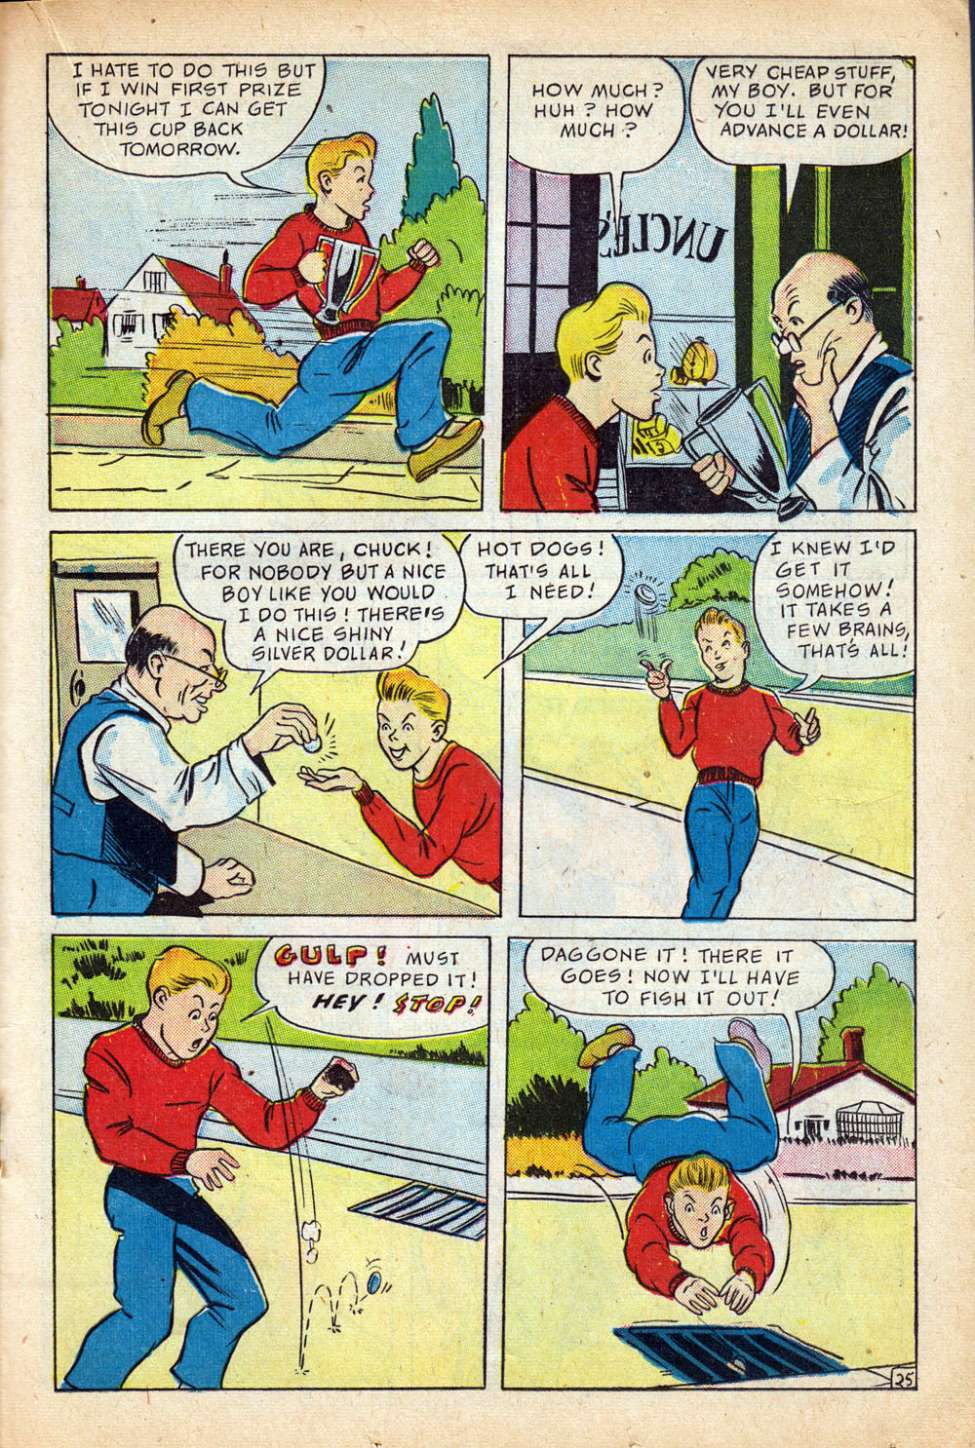 I HATE TO DO THIS BUT
IF I WIN FIRST PRIZE
TONIGHT I CAN GET
THIS CUP BACK
TOMORROW.
HOW MUCH?
HUH? HOW
MUCH?
VERY CHEAP STUFF,
MY BOY. BUT FOR
YOU I'LL EVEN
ADVANCE A DOLLAR!
UNCLE'S
THERE YOU ARE, CHUCK!
FOR NOBODY BUT A NICE
BOY LIKE YOU WOULD
I DO THIS! THERE'S
A NICE SHINY
SILVER DOLLAR!
HOT DOGS!
THAT'S ALL
I NEED!
I KNEW I'D
GET IT
SOMEHOW!
IT TAKES A
FEW BRAINS,
THAT'S ALL!
GULP! MUST
HAVE DROPPED IT!
HEY! STOP!
DAGGONE IT! THERE IT
GOES! NOW I'LL HAVE
TO FISH IT OUT!
25